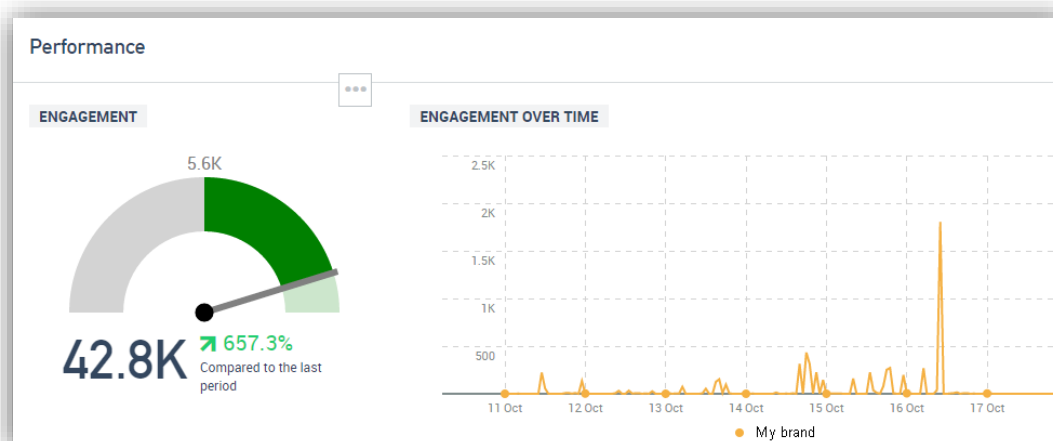 Performance
ENGAGEMENT
5.6K
42.8K
657.3%
Compared to the last
period
ENGAGEMENT OVER TIME
2.5K
2K
1.5K
1K
500
11 Oct 12 Oct 13 Oct 14 Oct 15 Oct 16 Oct 17 Oct
My brand